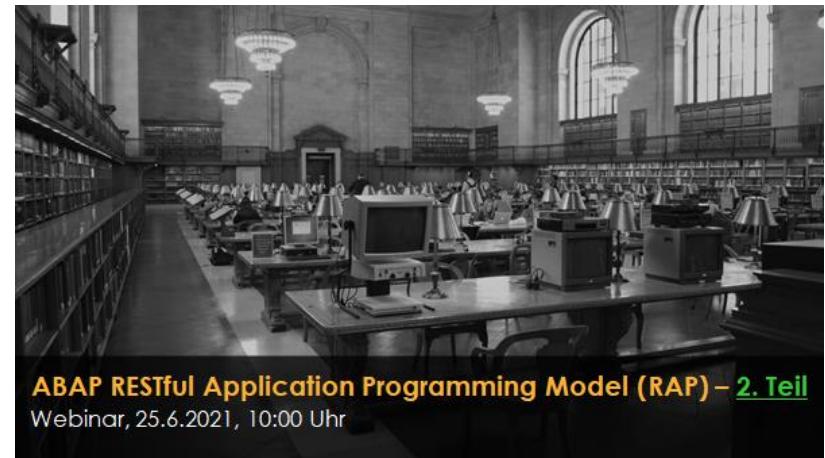 ABAP RESTful Application Programming Model (RAP) – 2. Teil
Webinar, 25.6.2021, 10:00 Uhr